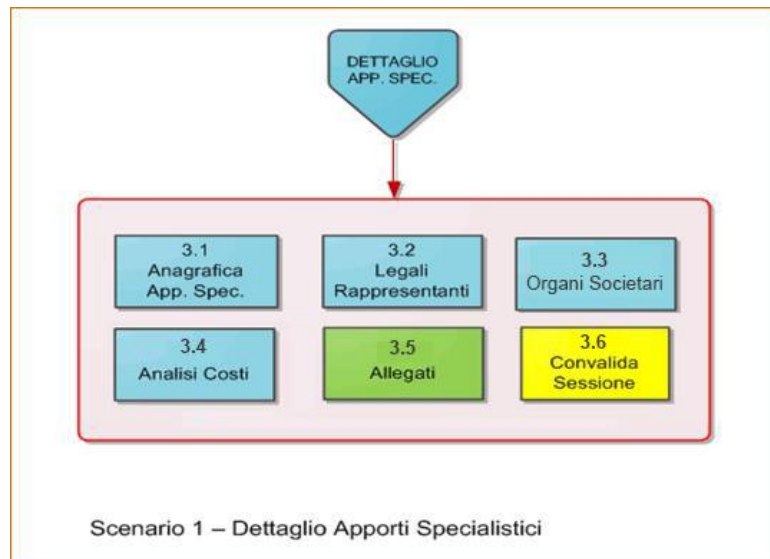 DETTAGLIO
APP. SPEC.
3.1
Anagrafica
App. Spec.
3.2
Legali
Rappresentanti
3.3
Organi Societari
3.4
Analisi Costi
3.5
Allegati
3.6
Convalida
Sessione
Scenario 1 – Dettaglio Apporti Specialistici